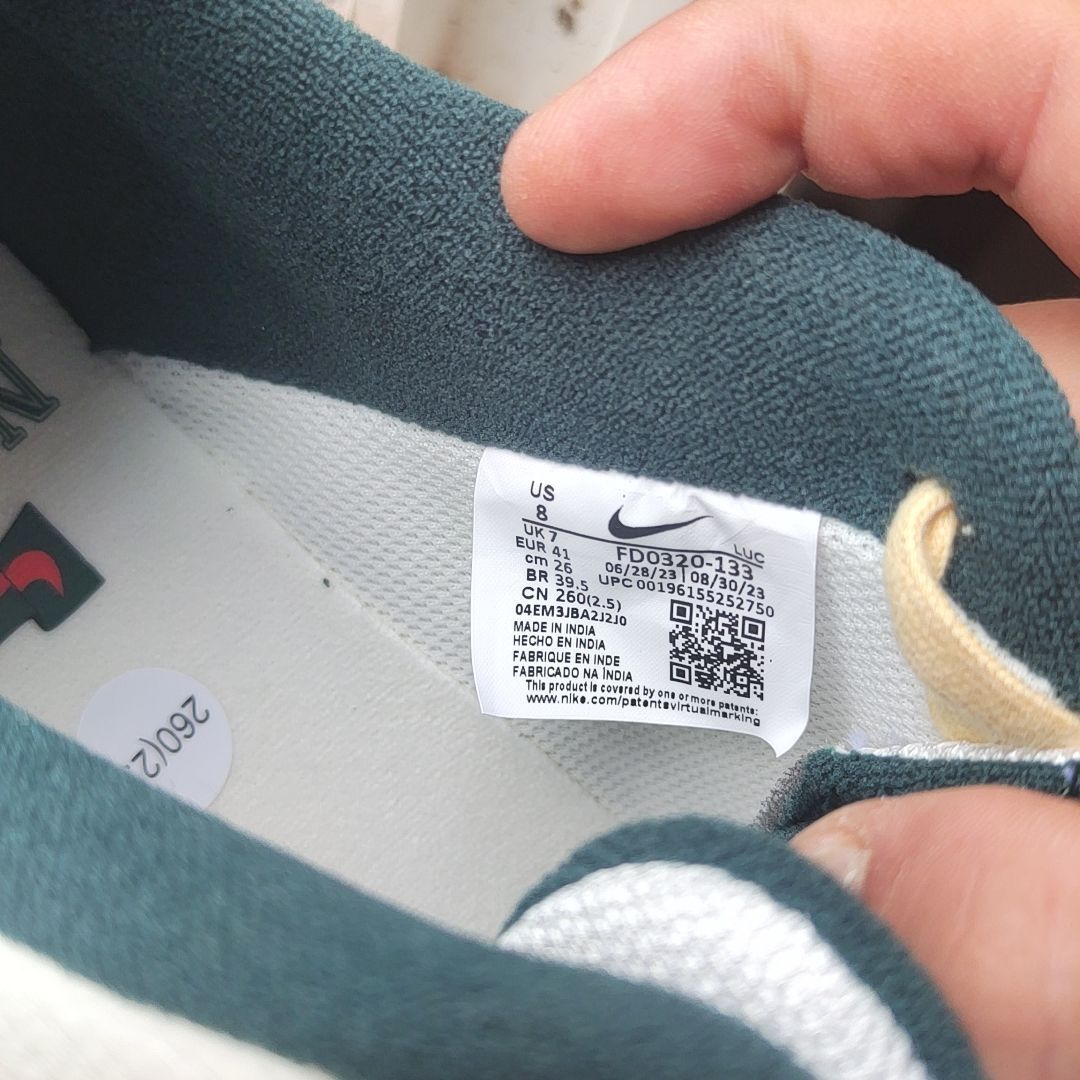 US
8
UK 7
EUR 41
cm 26
BR 39.5
CN 260(2.5)
LUC
FD0320-133
06/28/23 | 08/30/23
UPC 00196155252750
04EM3JBA2J2J0
MADE IN INDIA
HECHO EN INDIA
FABRIQUE EN INDE
FABRICADO NA ÍNDIA
This product is covered by one or more patents:
www.nike.com/patentsvirtualmarking
260(2
N